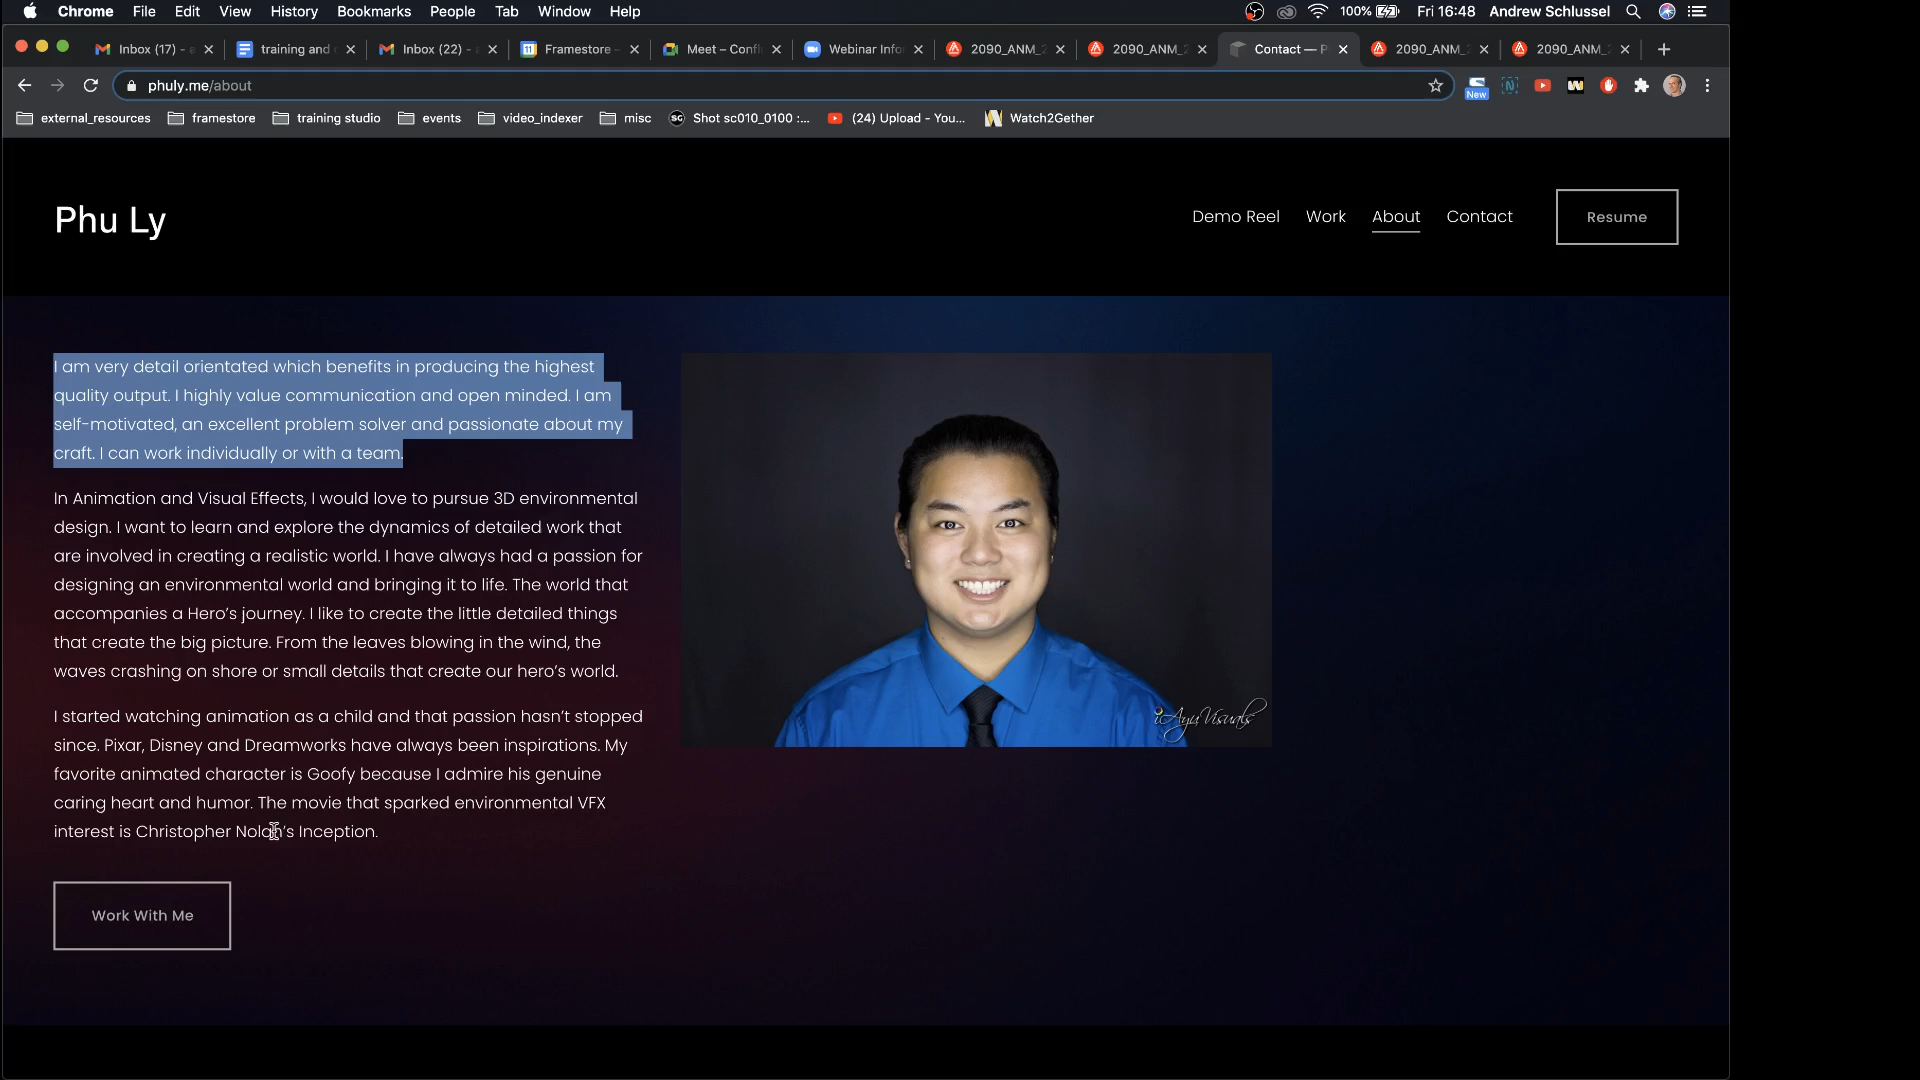 Chrome File Edit View History Bookmarks People Tab Window Help 100% Fri 16:48 Andrew Schlussel
Inbox (17) - training and Inbox (22) - Framestore - Meet – Confl Webinar Info 2090_ANM_ 2090_ANM_ Contact — P 2090_ANM_ 2090_ANM_
phuly.me/about New
external_resources framestore training studio events video_indexer misc SG Shot sc010_0100 :... (24) Upload - You... Watch2Gether
Phu Ly
Demo Reel Work About Contact Resume
I am very detail orientated which benefits in producing the highest
quality output. I highly value communication and open minded. I am
self-motivated, an excellent problem solver and passionate about my
craft. I can work individually or with a team.
In Animation and Visual Effects, I would love to pursue 3D environmental
design. I want to learn and explore the dynamics of detailed work that
are involved in creating a realistic world. I have always had a passion for
designing an environmental world and bringing it to life. The world that
accompanies a Hero's journey. I like to create the little detailed things
that create the big picture. From the leaves blowing in the wind, the
waves crashing on shore or small details that create our hero's world.
I started watching animation as a child and that passion hasn't stopped
since. Pixar, Disney and Dreamworks have always been inspirations. My
favorite animated character is Goofy because I admire his genuine
caring heart and humor. The movie that sparked environmental VFX
interest is Christopher Nolan's Inception.
Work With Me
iAyuVisuals